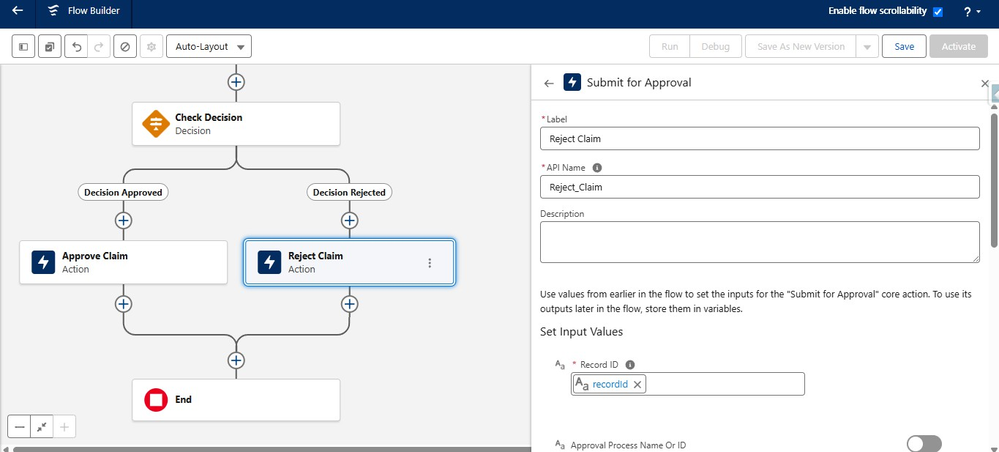 Flow Builder
Enable flow scrollability
?
Auto-Layout
Run
Debug
Save As New Version
Save
Activate
Check Decision
Decision
Decision Approved
Decision Rejected
Approve Claim
Action
Reject Claim
Action
End
Submit for Approval
* Label
Reject Claim
* API Name
Reject_Claim
Description
Use values from earlier in the flow to set the inputs for the "Submit for Approval" core action. To use its
outputs later in the flow, store them in variables.
Set Input Values
Aa * Record ID
Aa recordId
Aa Approval Process Name Or ID